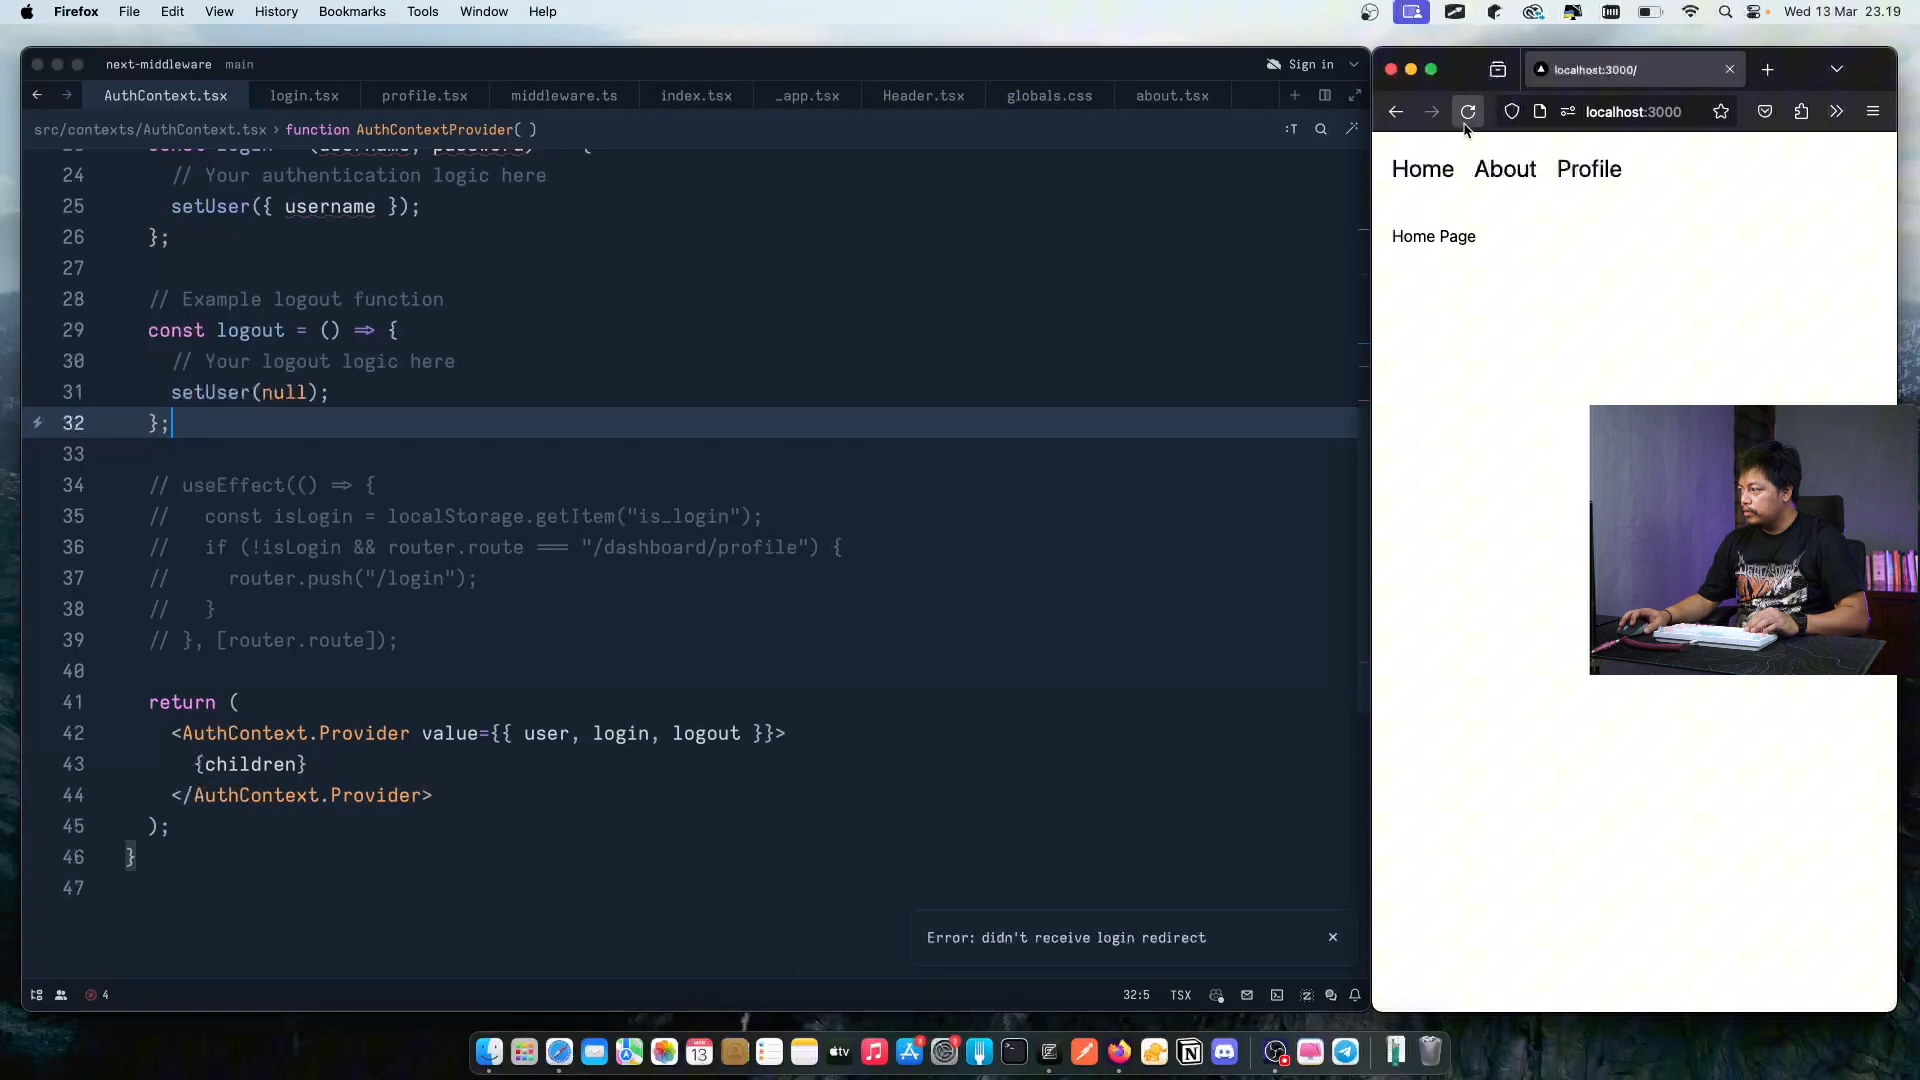 Firefox File Edit View History Bookmarks Tools Window Help
Wed 13 Mar 23.19
next-middleware main
Sign in
AuthContext.tsx login.tsx profile.tsx middleware.ts index.tsx _app.tsx Header.tsx globals.css about.tsx
src/contexts/AuthContext.tsx › function AuthContextProvider( )
24 // Your authentication logic here
25 setUser({ username });
26 };
27
28 // Example logout function
29 const logout = () => {
30 // Your logout logic here
31 setUser(null);
32 };
33
34 // useEffect(() => {
35 // const isLogin = localStorage.getItem("is_login");
36 // if (!isLogin && router.route === "/dashboard/profile") {
37 // router.push("/login");
38 // }
39 // }, [router.route]);
40
41 return (
42 <AuthContext.Provider value={{ user, login, logout }}>
43 {children}
44 </AuthContext.Provider>
45 );
46 }
47
Error: didn't receive login redirect
4
32:5 TSX
localhost:3000/
localhost:3000
Home About Profile
Home Page
13
tv